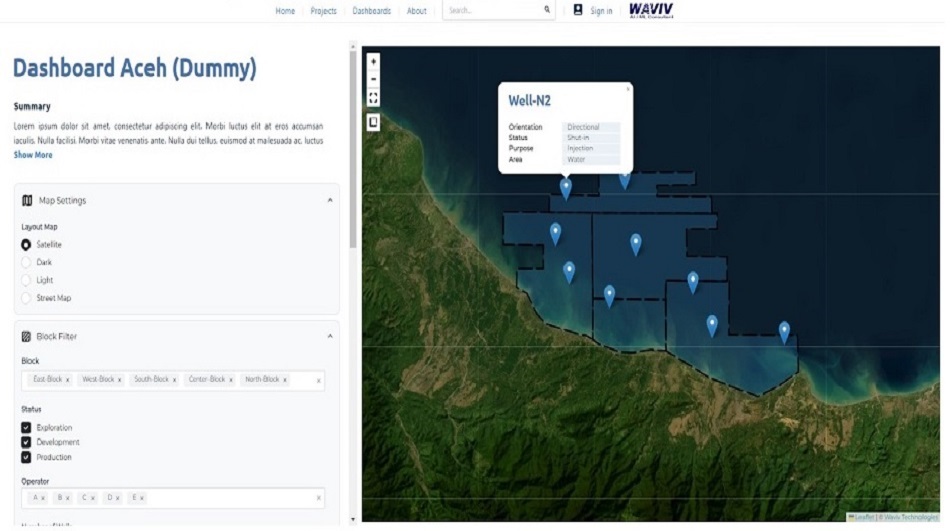 Home Projects Dashboards About Search... Sign in WAVIV
AI / ML Consultant
Dashboard Aceh (Dummy)
Summary
Lorem ipsum dolor sit amet, consectetur adipiscing elit. Morbi luctus elit at eros accumsan
iaculis. Nulla facilisi. Morbi vitae venenatis ante. Nulla dui tellus, euismod at malesuada ac, luctus
Show More
Map Settings
Layout Map
Satellite
Dark
Light
Street Map
Block Filter
Block
East-Block x West-Block x South-Block x Center-Block x North-Block x x
Status
Exploration
Development
Production
Operator
A x B x C x D x E x x
+
-
Well-N2
x
Orientation Directional
Status Shut-in
Purpose Injection
Area Water
Leaflet | © Waviv Technologies